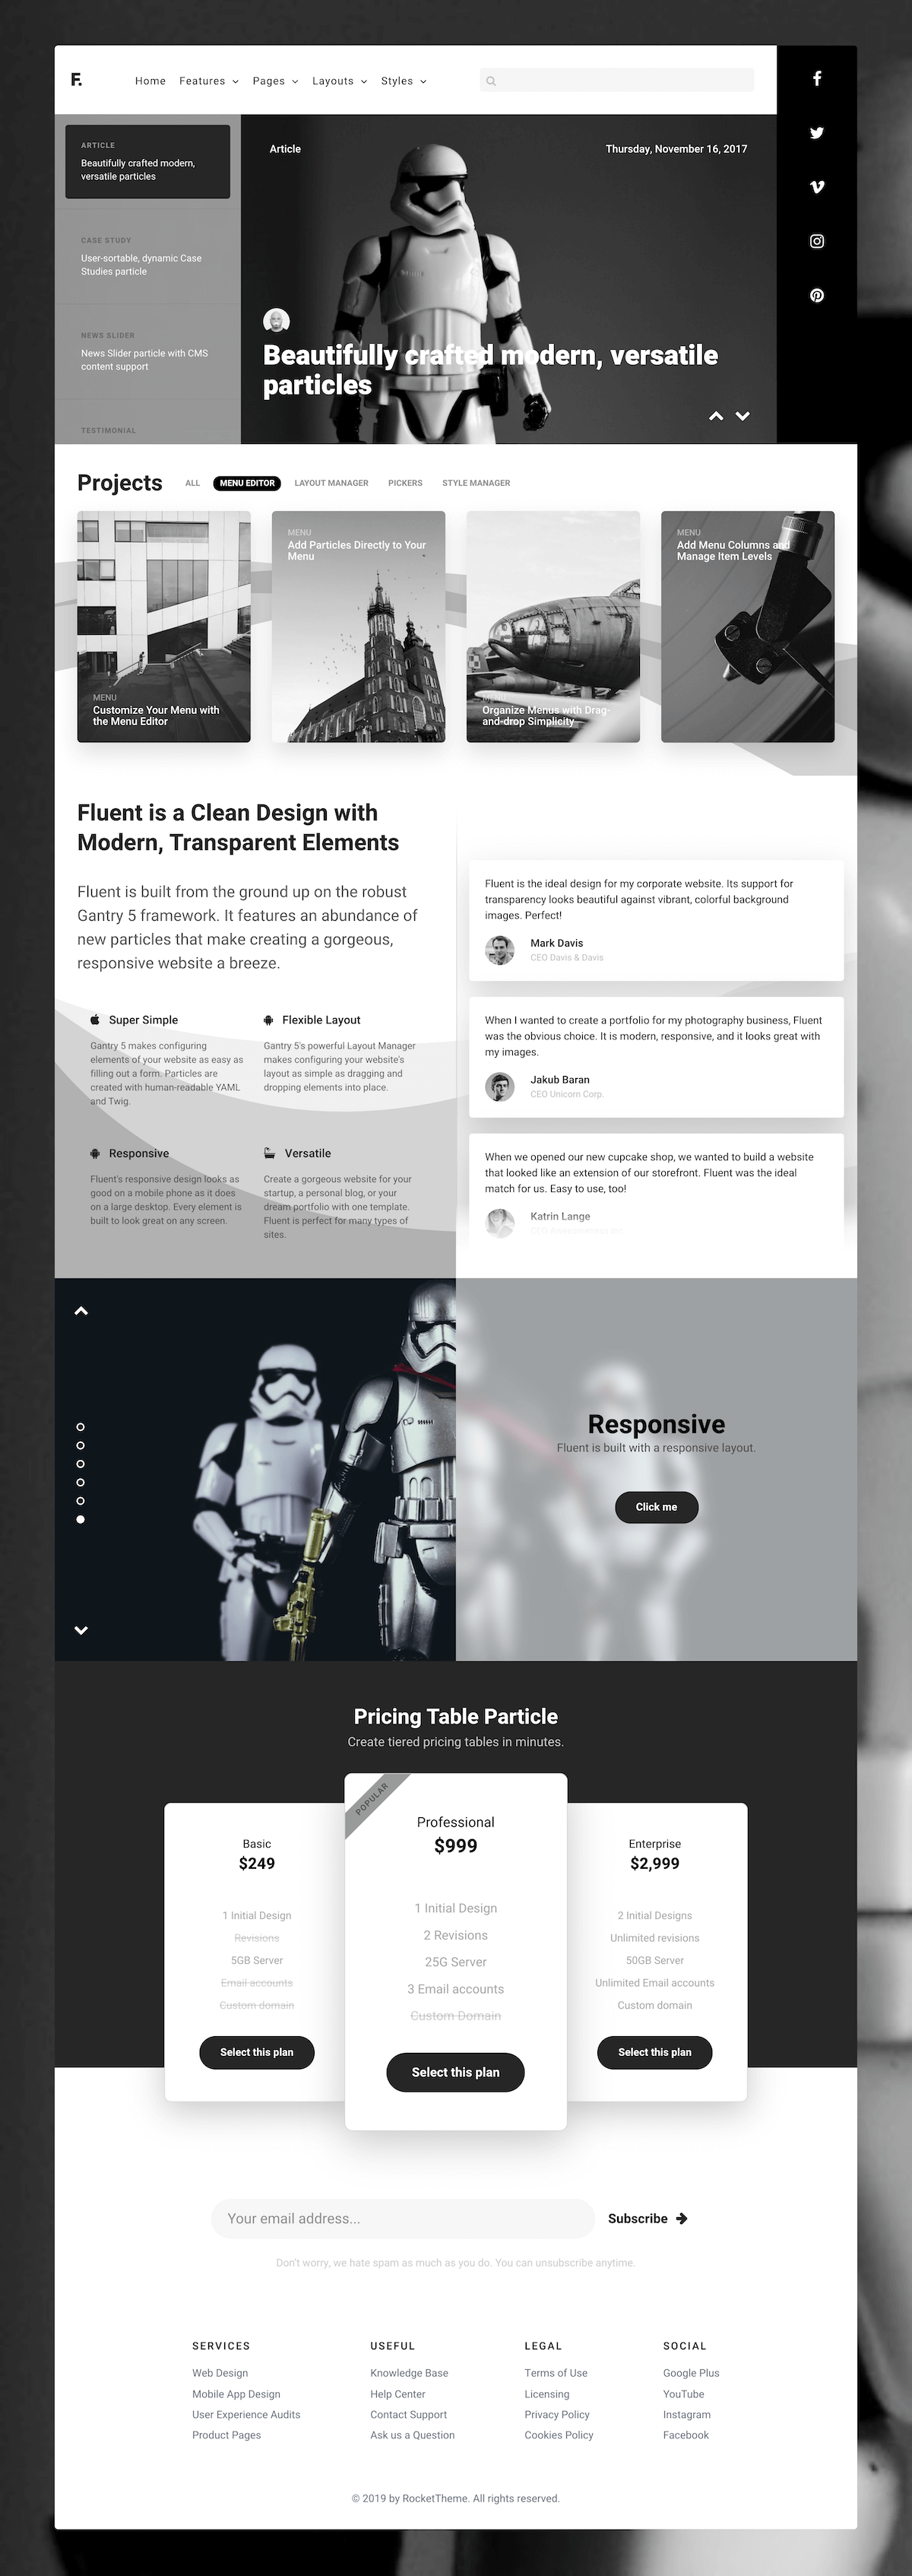 F.
Home Features Pages Layouts Styles
ARTICLE
Beautifully crafted modern,
versatile particles
CASE STUDY
User-sortable, dynamic Case
Studies particle
NEWS SLIDER
News Slider particle with CMS
content support
TESTIMONIAL
Article
Thursday, November 16, 2017
Beautifully crafted modern, versatile
particles
Projects
ALL MENU EDITOR LAYOUT MANAGER PICKERS STYLE MANAGER
MENU
Customize Your Menu with
the Menu Editor
MENU
Add Particles Directly to Your
Menu
MENU
Organize Menus with Drag-
and-drop Simplicity
MENU
Add Menu Columns and
Manage Item Levels
Fluent is a Clean Design with
Modern, Transparent Elements
Fluent is built from the ground up on the robust
Gantry 5 framework. It features an abundance of
new particles that make creating a gorgeous,
responsive website a breeze.
Super Simple
Gantry 5 makes configuring
elements of your website as easy as
filling out a form. Particles are
created with human-readable YAML
and Twig.
Flexible Layout
Gantry 5's powerful Layout Manager
makes configuring your website's
layout as simple as dragging and
dropping elements into place.
Responsive
Fluent's responsive design looks as
good on a mobile phone as it does
on a large desktop. Every element is
built to look great on any screen.
Versatile
Create a gorgeous website for your
startup, a personal blog, or your
dream portfolio with one template.
Fluent is perfect for many types of
sites.
Fluent is the ideal design for my corporate website. Its support for
transparency looks beautiful against vibrant, colorful background
images. Perfect!
Mark Davis
CEO Davis & Davis
When I wanted to create a portfolio for my photography business, Fluent
was the obvious choice. It is modern, responsive, and it looks great with
my images.
Jakub Baran
CEO Unicorn Corp.
When we opened our new cupcake shop, we wanted to build a website
that looked like an extension of our storefront. Fluent was the ideal
match for us. Easy to use, too!
Katrin Lange
Responsive
Fluent is built with a responsive layout.
Click me
Pricing Table Particle
Create tiered pricing tables in minutes.
Basic
$249
1 Initial Design
Revisions
5GB Server
Email accounts
Custom domain
Select this plan
POPULAR
Professional
$999
1 Initial Design
2 Revisions
25G Server
3 Email accounts
Custom Domain
Select this plan
Enterprise
$2,999
2 Initial Designs
Unlimited revisions
50GB Server
Unlimited Email accounts
Custom domain
Select this plan
Your email address...
Subscribe
Don't worry, we hate spam as much as you do. You can unsubscribe anytime.
SERVICES
Web Design
Mobile App Design
User Experience Audits
Product Pages
USEFUL
Knowledge Base
Help Center
Contact Support
Ask us a Question
LEGAL
Terms of Use
Licensing
Privacy Policy
Cookies Policy
SOCIAL
Google Plus
YouTube
Instagram
Facebook
© 2019 by RocketTheme. All rights reserved.